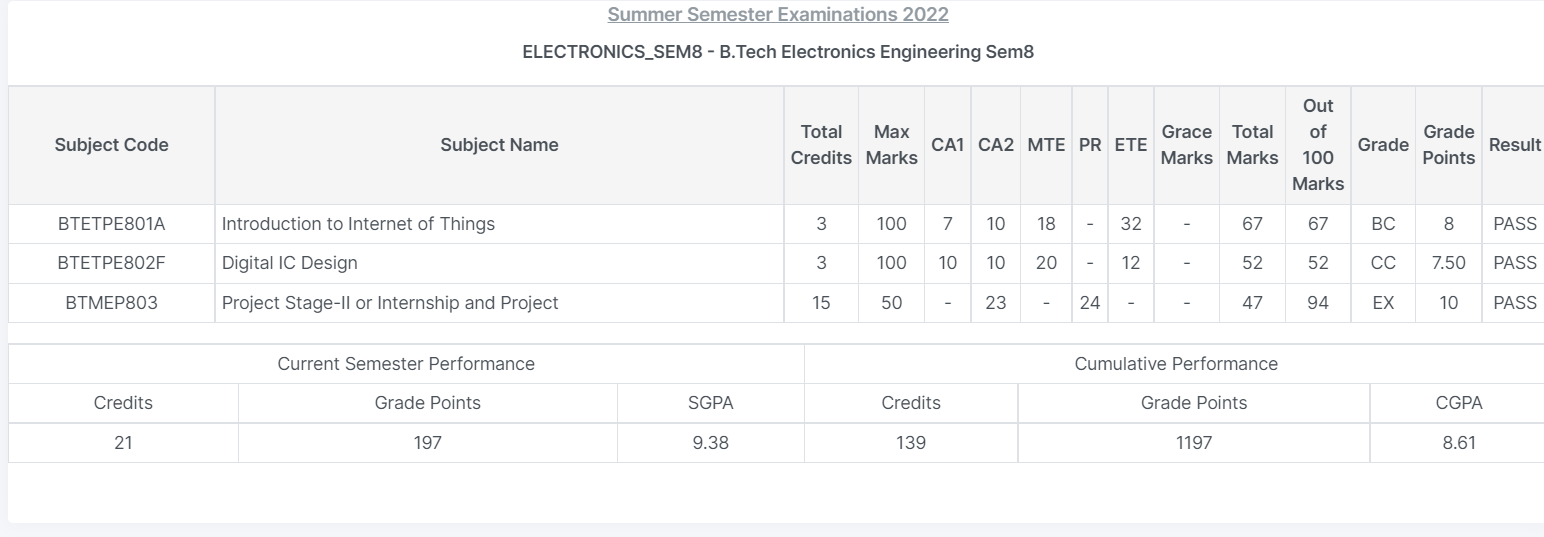 Summer Semester Examinations 2022
ELECTRONICS_SEM8 - B.Tech Electronics Engineering Sem8
Subject Code Subject Name Total Credits Max Marks CA1 CA2 MTE PR ETE Grace Marks Total Marks Out of 100 Marks Grade Grade Points Result
BTETPE801A Introduction to Internet of Things 3 100 7 10 18 - 32 - 67 67 BC 8 PASS
BTETPE802F Digital IC Design 3 100 10 10 20 - 12 - 52 52 CC 7.50 PASS
BTMEP803 Project Stage-II or Internship and Project 15 50 - 23 - 24 - - 47 94 EX 10 PASS
Current Semester Performance Cumulative Performance
Credits Grade Points SGPA Credits Grade Points CGPA
21 197 9.38 139 1197 8.61